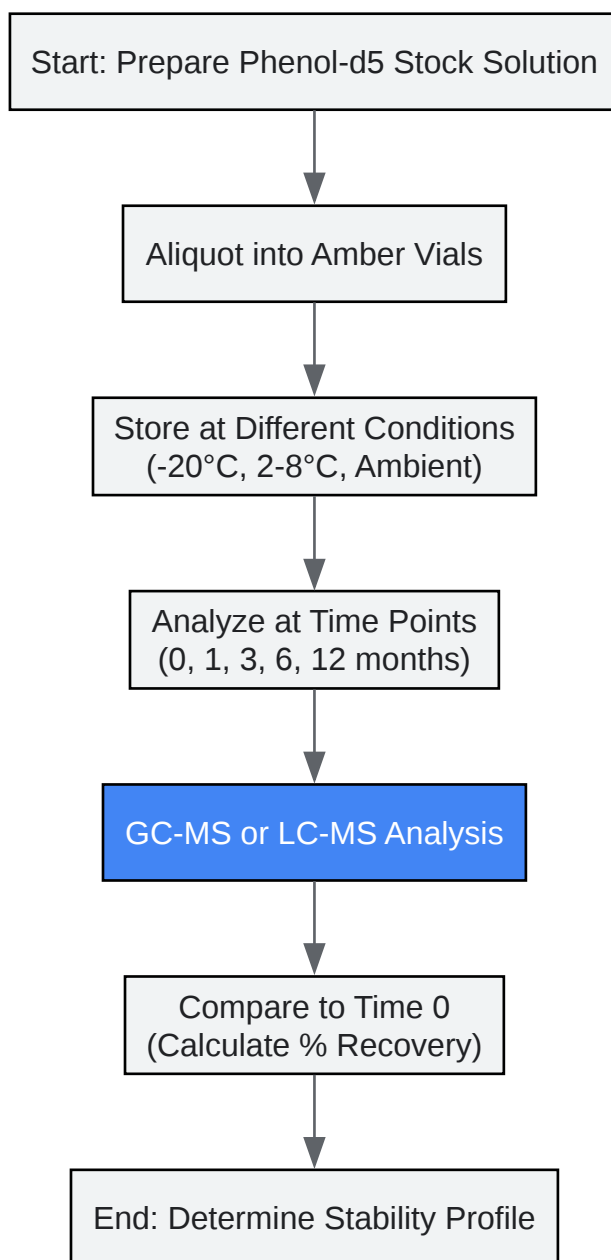 Start: Prepare Phenol-d5 Stock Solution
Aliquot into Amber Vials
Store at Different Conditions
(-20°C, 2-8°C, Ambient)
Analyze at Time Points
(0, 1, 3, 6, 12 months)
GC-MS or LC-MS Analysis
Compare to Time 0
(Calculate % Recovery)
End: Determine Stability Profile